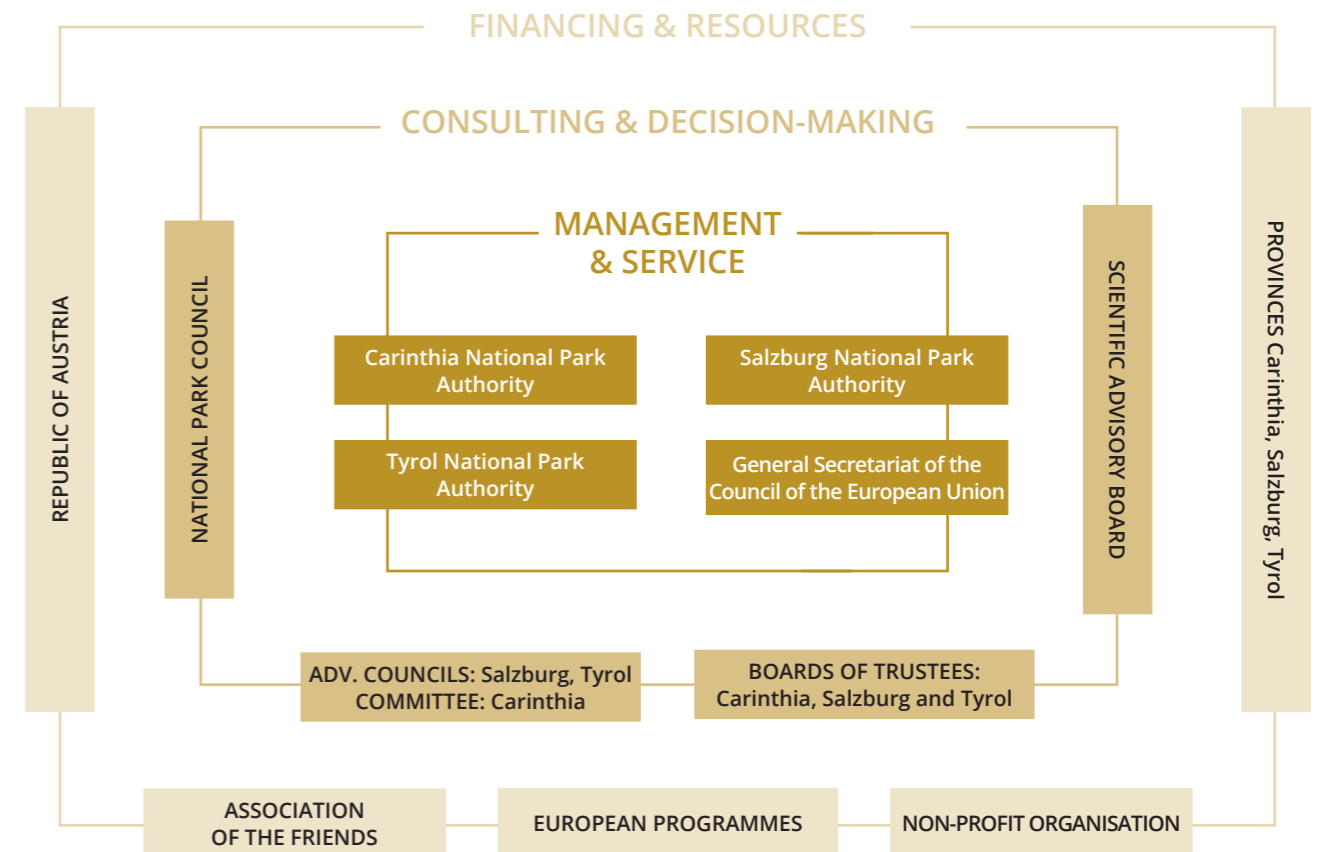 FINANCING & RESOURCES
CONSULTING & DECISION-MAKING
MANAGEMENT
& SERVICE
REPUBLIC OF AUSTRIA
NATIONAL PARK COUNCIL
Carinthia National Park
Authority
Salzburg National Park
Authority
Tyrol National Park
Authority
General Secretariat of the
Council of the European Union
SCIENTIFIC ADVISORY BOARD
PROVINCES Carinthia, Salzburg, Tyrol
ADV. COUNCILS: Salzburg, Tyrol
COMMITTEE: Carinthia
BOARDS OF TRUSTEES:
Carinthia, Salzburg and Tyrol
ASSOCIATION
OF THE FRIENDS
EUROPEAN PROGRAMMES
NON-PROFIT ORGANISATION